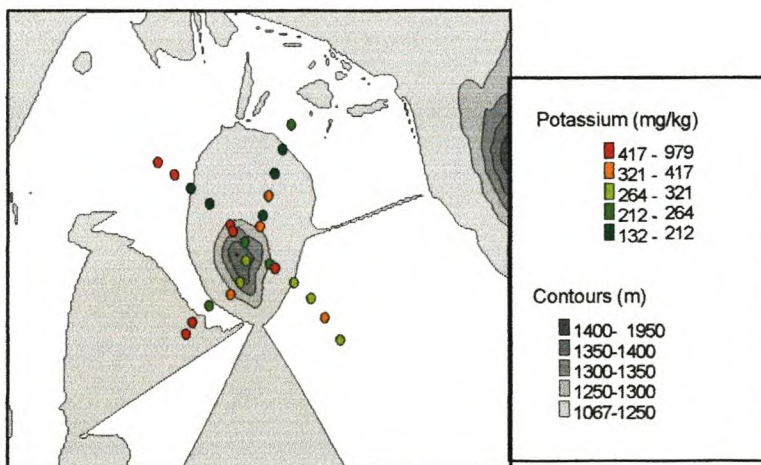 Potassium (mg/kg)
417 - 979
321 - 417
264 - 321
212 - 264
132 - 212
Contours (m)
1400- 1950
1350-1400
1300-1350
1250-1300
1067-1250